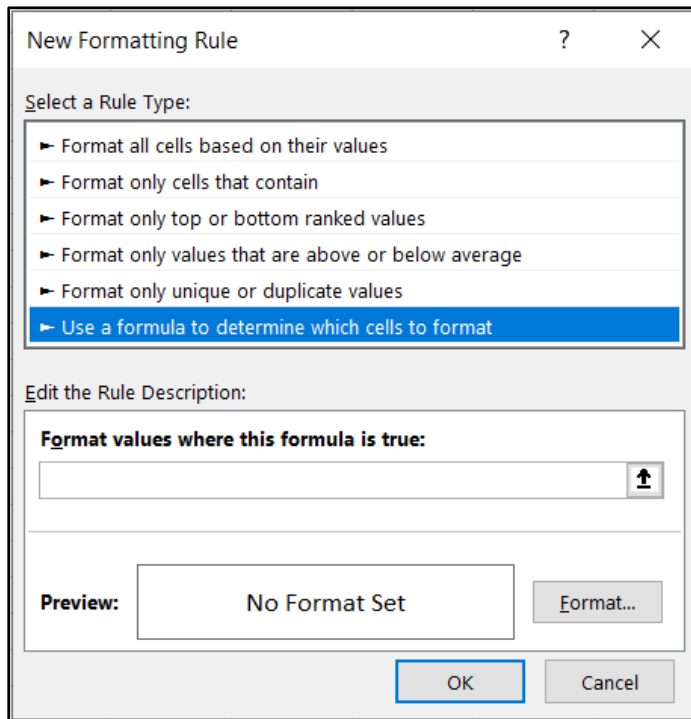 New Formatting Rule ? ×
Select a Rule Type:
► Format all cells based on their values
► Format only cells that contain
► Format only top or bottom ranked values
► Format only values that are above or below average
► Format only unique or duplicate values
► Use a formula to determine which cells to format
Edit the Rule Description:
Format values where this formula is true:
Preview: No Format Set Format...
OK Cancel